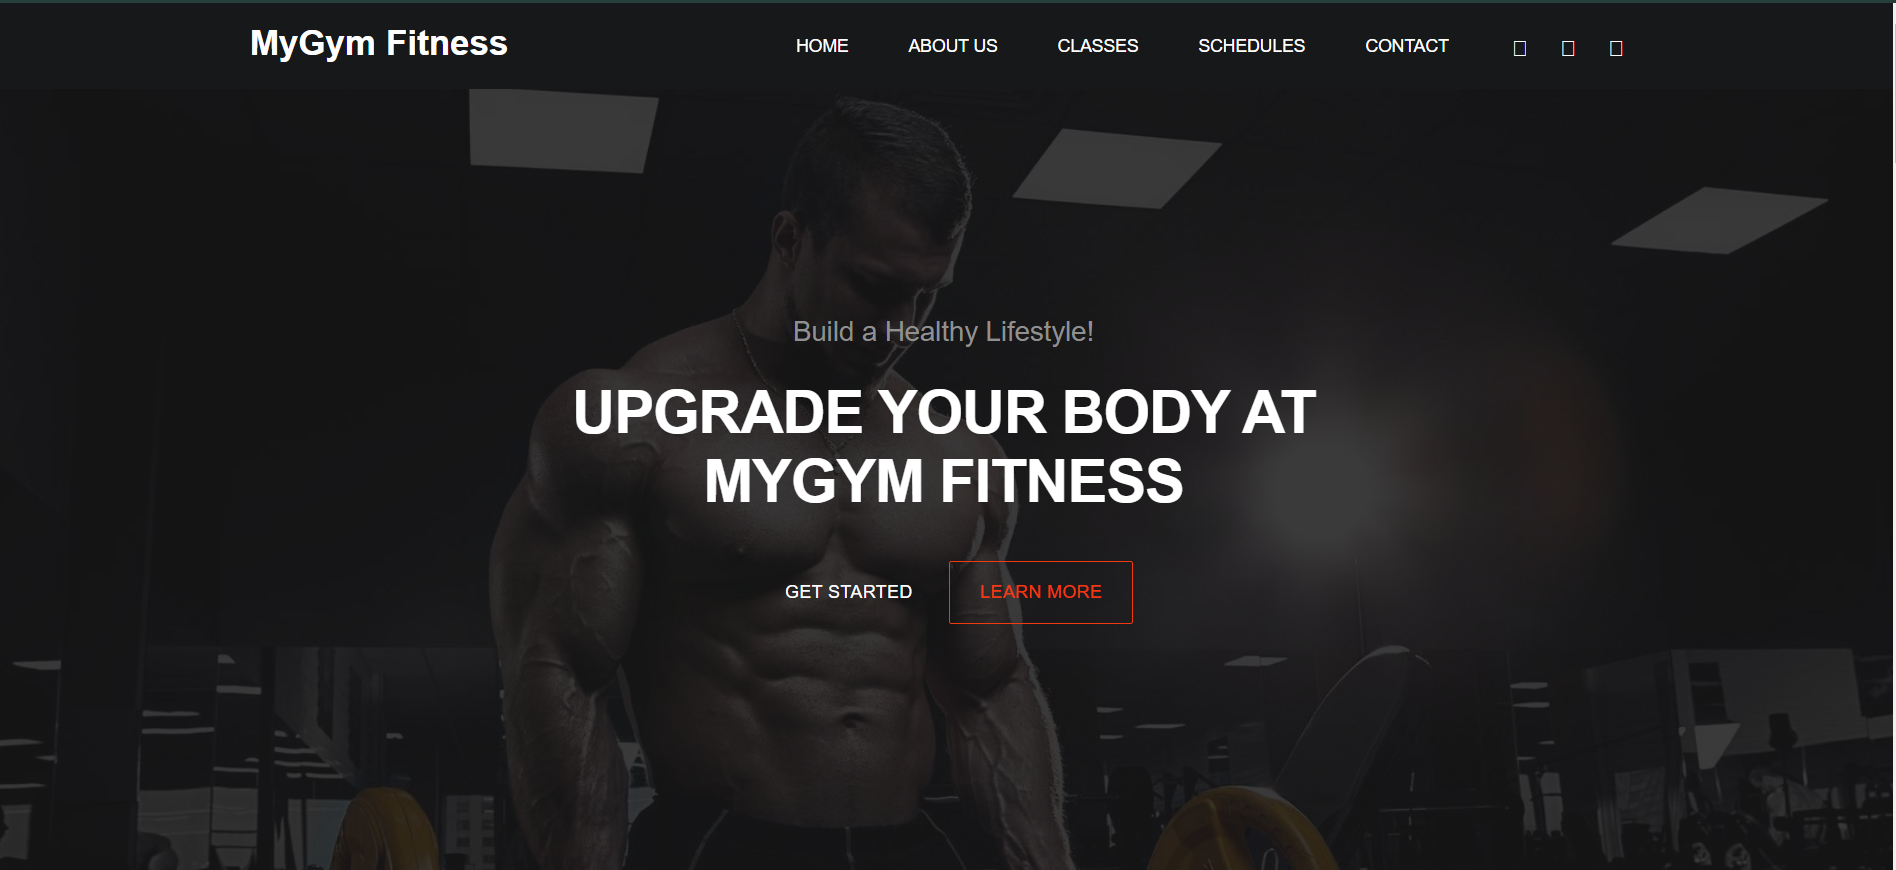 MyGym Fitness
HOME ABOUT US CLASSES SCHEDULES CONTACT
Build a Healthy Lifestyle!
UPGRADE YOUR BODY AT
MYGYM FITNESS
GET STARTED LEARN MORE